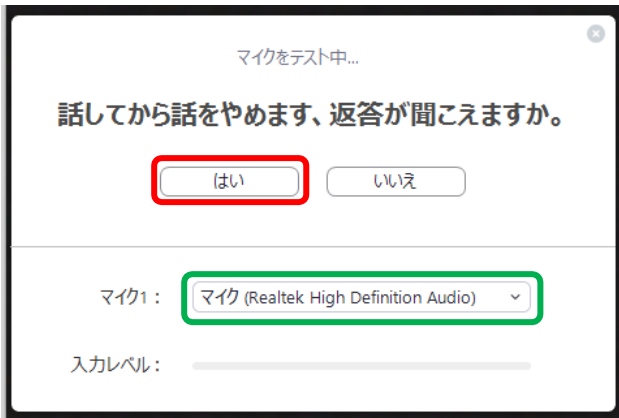 マイクをテスト中...
話してから話をやめます、返答が聞こえますか。
はい いいえ
マイク1： マイク (Realtek High Definition Audio)
入力レベル：